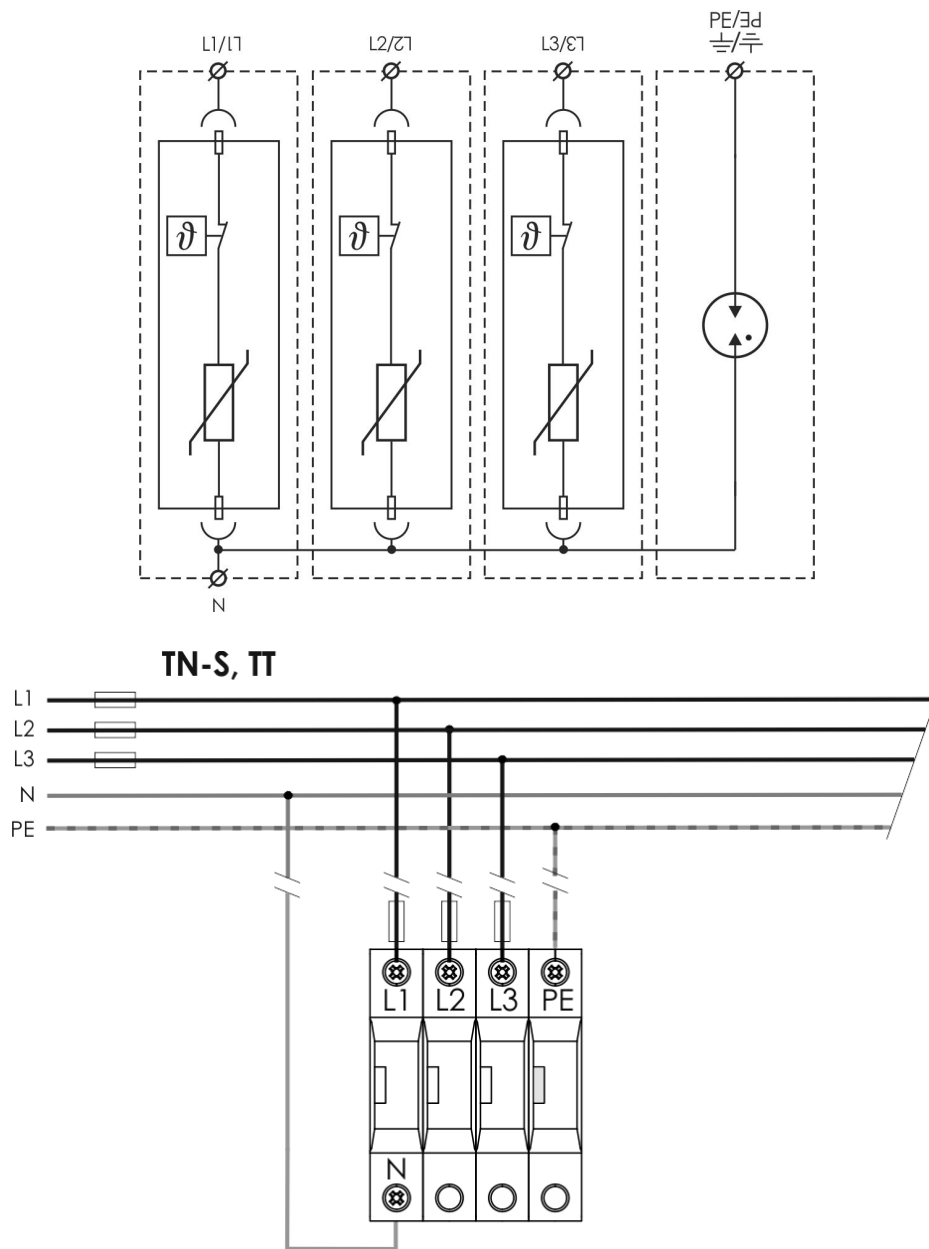 L1/L1 L2/L2 L3/L3 PE/PE
ϑ ϑ ϑ
N
TN-S, TT
L1
L2
L3
N
PE
L1 L2 L3 PE
N